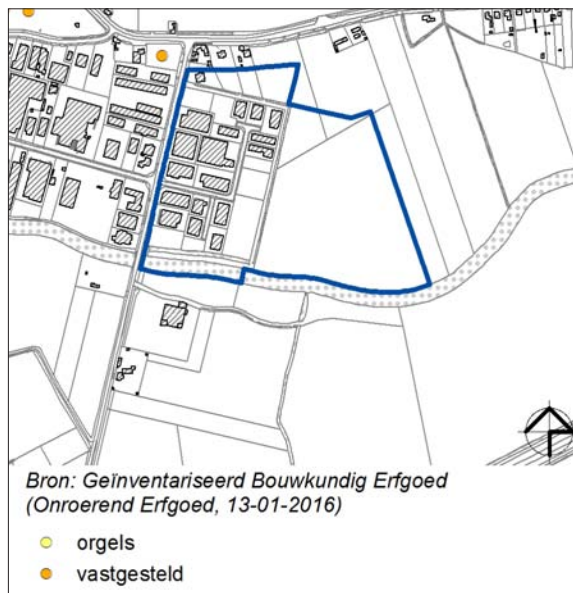 Bron: Geïnventariseerd Bouwkundig Erfgoed
(Onroerend Erfgoed, 13-01-2016)
orgels
vastgesteld